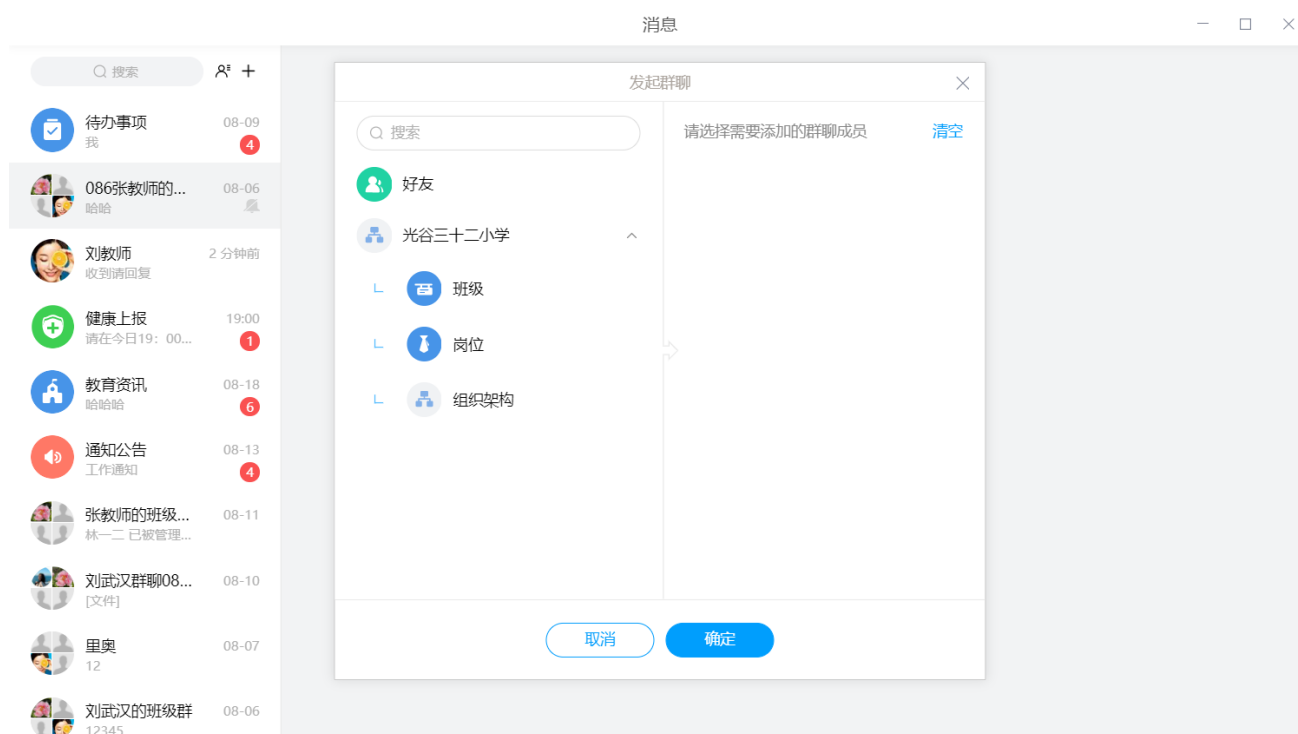 消息
搜索
待办事项 08-09
我 4
086张教师的... 08-06
哈哈
刘教师 2 分钟前
收到请回复
健康上报 19:00
请在今日19：00... 1
教育资讯 08-18
哈哈哈 6
通知公告 08-13
工作通知 4
张教师的班级... 08-11
林一二 已被管理...
刘武汉群聊08... 08-10
[文件]
里奥 08-07
12
刘武汉的班级群 08-06
12345
发起群聊
搜索
好友
光谷三十二小学
班级
岗位
组织架构
请选择需要添加的群聊成员 清空
取消 确定